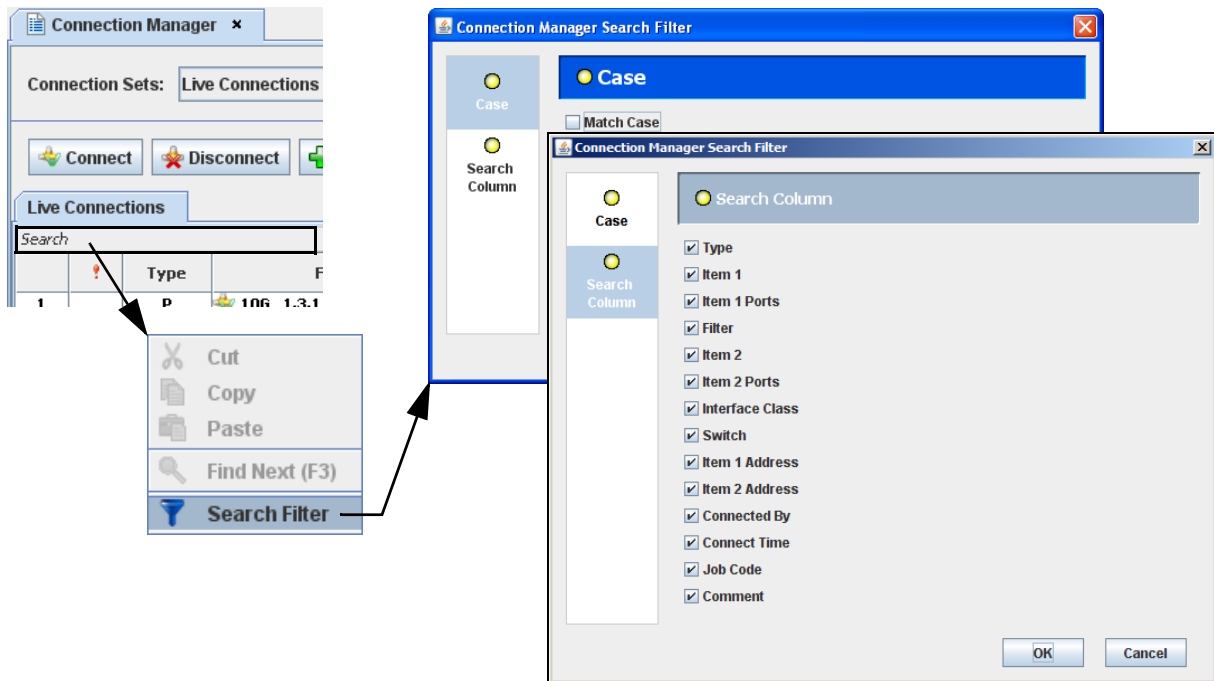 Connection Manager ×
Connection Sets: Live Connections
Connect Disconnect
Live Connections
Search
! Type F
1 P 106 1.3.1
Cut
Copy
Paste
Find Next (F3)
Search Filter
Connection Manager Search Filter
Case
Search
Column
Case
Match Case
Connection Manager Search Filter
Case
Search
Column
Search Column
Type
Item 1
Item 1 Ports
Filter
Item 2
Item 2 Ports
Interface Class
Switch
Item 1 Address
Item 2 Address
Connected By
Connect Time
Job Code
Comment
OK Cancel